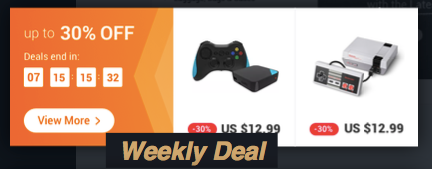 up to 30% OFF
Deals end in:
07 15 : 15 : 32
View More >
-30% US $12.99
-30% US $12.99
Weekly Deal